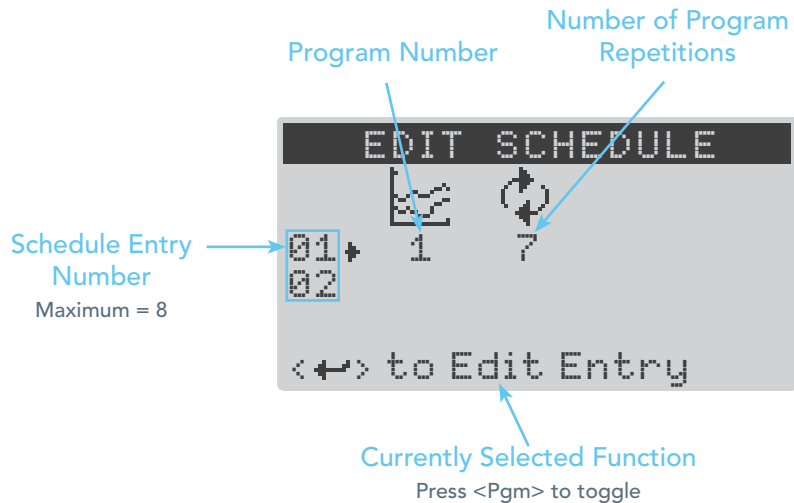 Number of Program
Repetitions
Program Number
EDIT SCHEDULE
Schedule Entry
Number
Maximum = 8
01 1 7
02
<↵> to Edit Entry
Currently Selected Function
Press <Pgm> to toggle